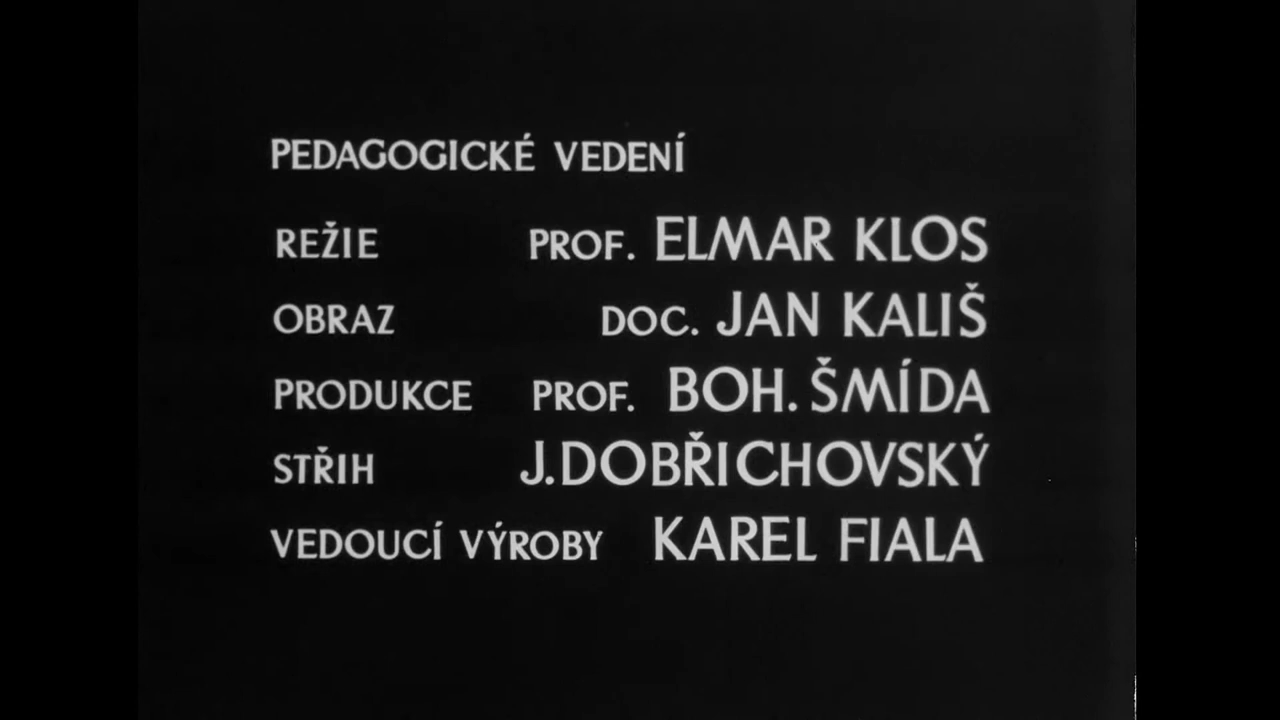 PEDAGOGICKÉ VEDENÍ
REŽIE PROF. ELMAR KLOS
OBRAZ DOC. JAN KALIŠ
PRODUKCE PROF. BOH. ŠMÍDA
STŘIH J. DOBŘICHOVSKÝ
VEDOUCÍ VÝROBY KAREL FIALA